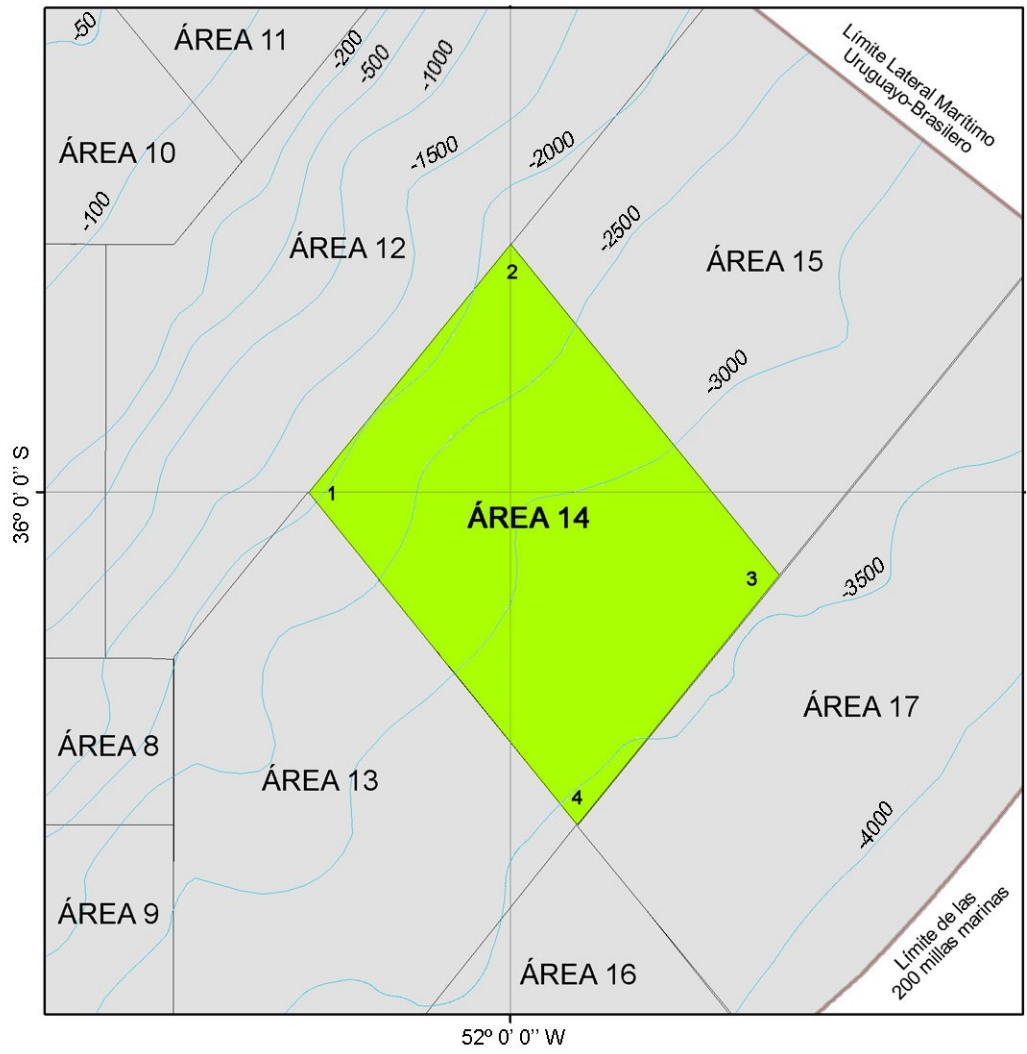 -50
ÁREA 11
-200
-500
-1000
Límite Lateral Marítimo
Uruguayo-Brasilero
ÁREA 10
-1500
-2000
-100
-2500
ÁREA 12
ÁREA 15
2
-3000
36º 0' 0'' S
1
ÁREA 14
3
-3500
ÁREA 17
ÁREA 8
ÁREA 13
4
-4000
ÁREA 9
Límite de las
200 millas marinas
ÁREA 16
52º 0' 0'' W